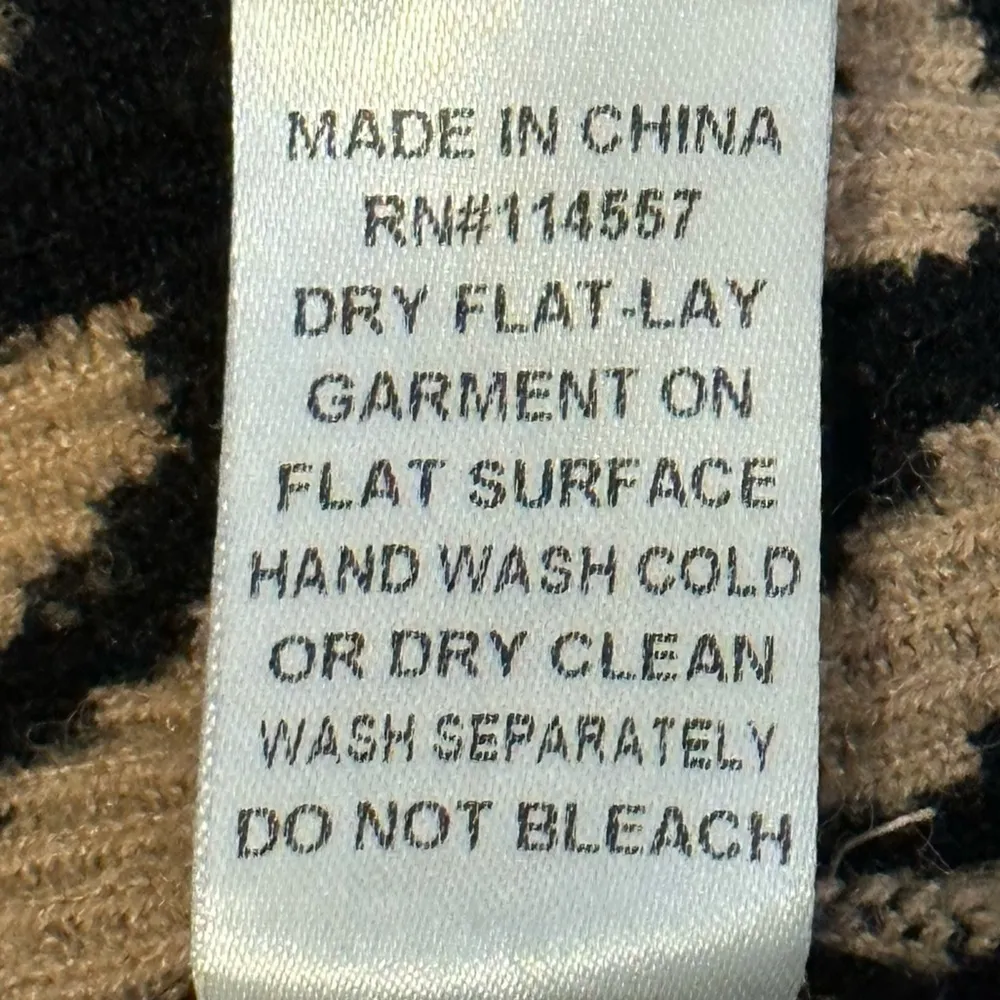 MADE IN CHINA
RN#114557
DRY FLAT-LAY
GARMENT ON
FLAT SURFACE
HAND WASH COLD
OR DRY CLEAN
WASH SEPARATELY
DO NOT BLEACH